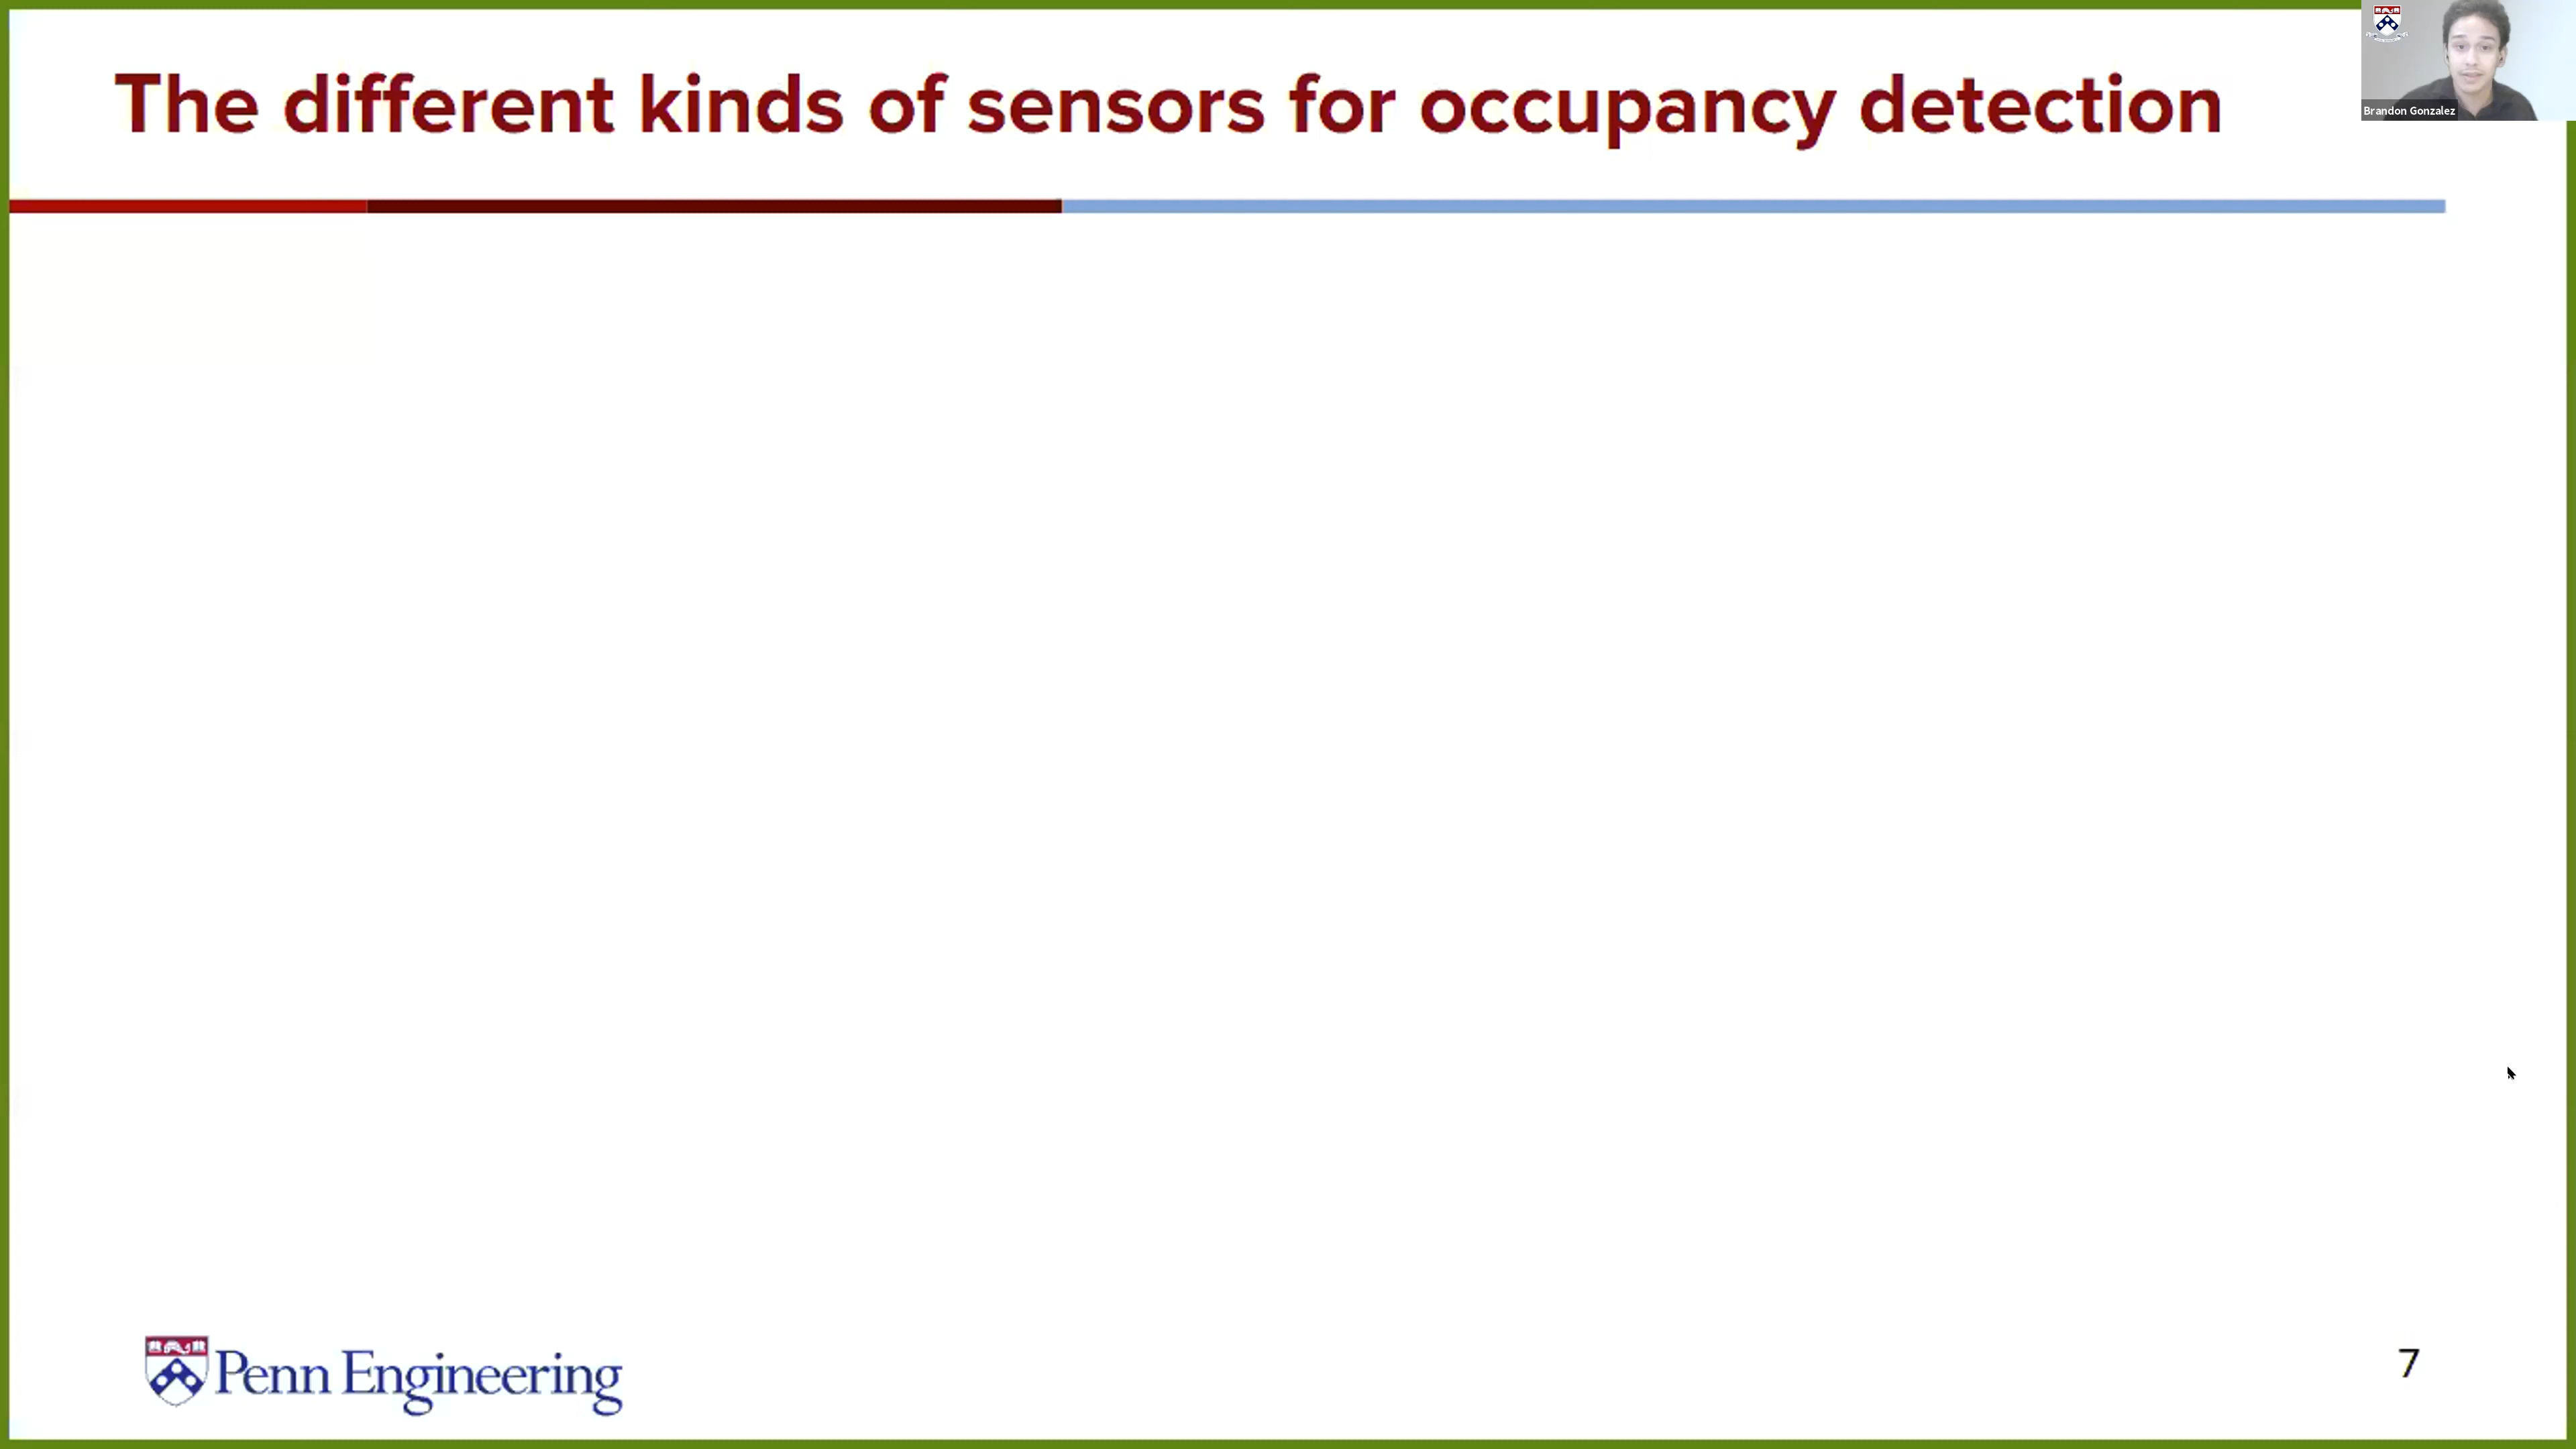 The different kinds of sensors for occupancy detection
Brandon Gonzalez
Penn Engineering
7